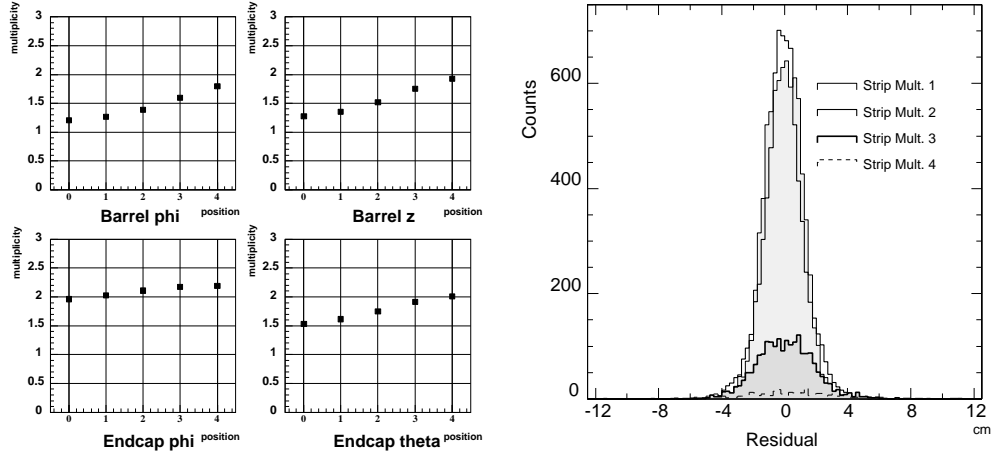 multiplicity
3
2.5
2
1.5
1
0.5
0
0 1 2 3 4
Barrel phi position
multiplicity
3
2.5
2
1.5
1
0.5
0
0 1 2 3 4
Barrel z position
multiplicity
3
2.5
2
1.5
1
0.5
0
0 1 2 3 4
Endcap phi position
multiplicity
3
2.5
2
1.5
1
0.5
0
0 1 2 3 4
Endcap theta position
Counts
600
400
200
0
-12 -8 -4 0 4 8 12
Residual cm
Strip Mult. 1
Strip Mult. 2
Strip Mult. 3
Strip Mult. 4